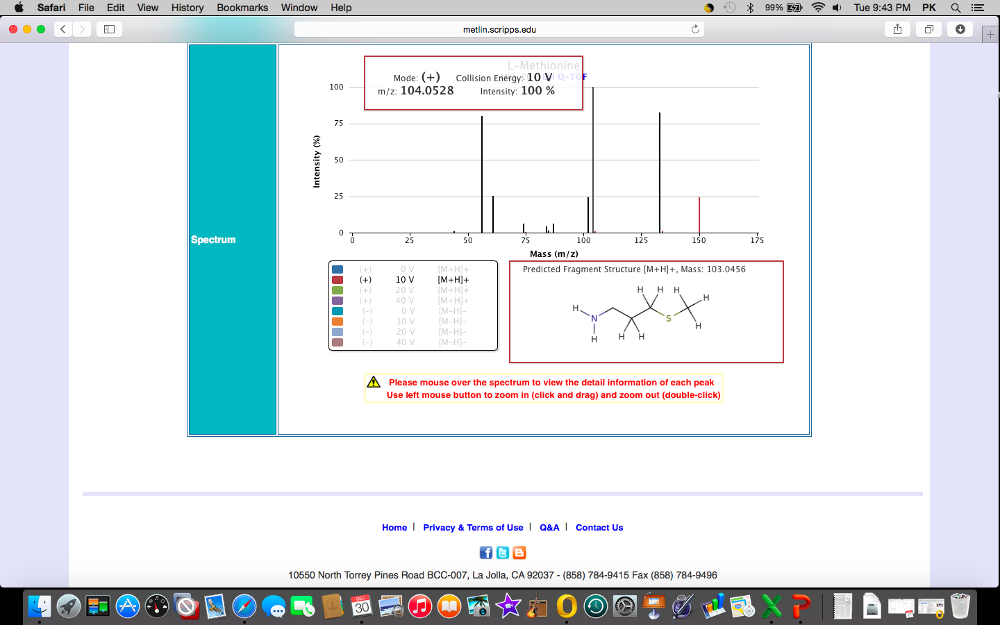 Safari File Edit View History Bookmarks Window Help 99% Tue 9:43 PM PK
metlin.scripps.edu
L-Methionine
Mode: (+) Collision Energy: 10 V Q-TOF
m/z: 104.0528 Intensity: 100 %
100
75
50
25
0
Intensity (%)
0 25 50 75 100 125 150 175
Mass (m/z)
Spectrum
(+) 0 V [M+H]+
(+) 10 V [M+H]+
(+) 20 V [M+H]+
(+) 40 V [M+H]+
(-) 0 V [M-H]-
(-) 10 V [M-H]-
(-) 20 V [M-H]-
(-) 40 V [M-H]-
Predicted Fragment Structure [M+H]+, Mass: 103.0456
H H H
H H
N S
H H H H
Please mouse over the spectrum to view the detail information of each peak
Use left mouse button to zoom in (click and drag) and zoom out (double-click)
Home | Privacy & Terms of Use | Q&A | Contact Us
10550 North Torrey Pines Road BCC-007, La Jolla, CA 92037 - (858) 784-9415 Fax (858) 784-9496
DEC
30